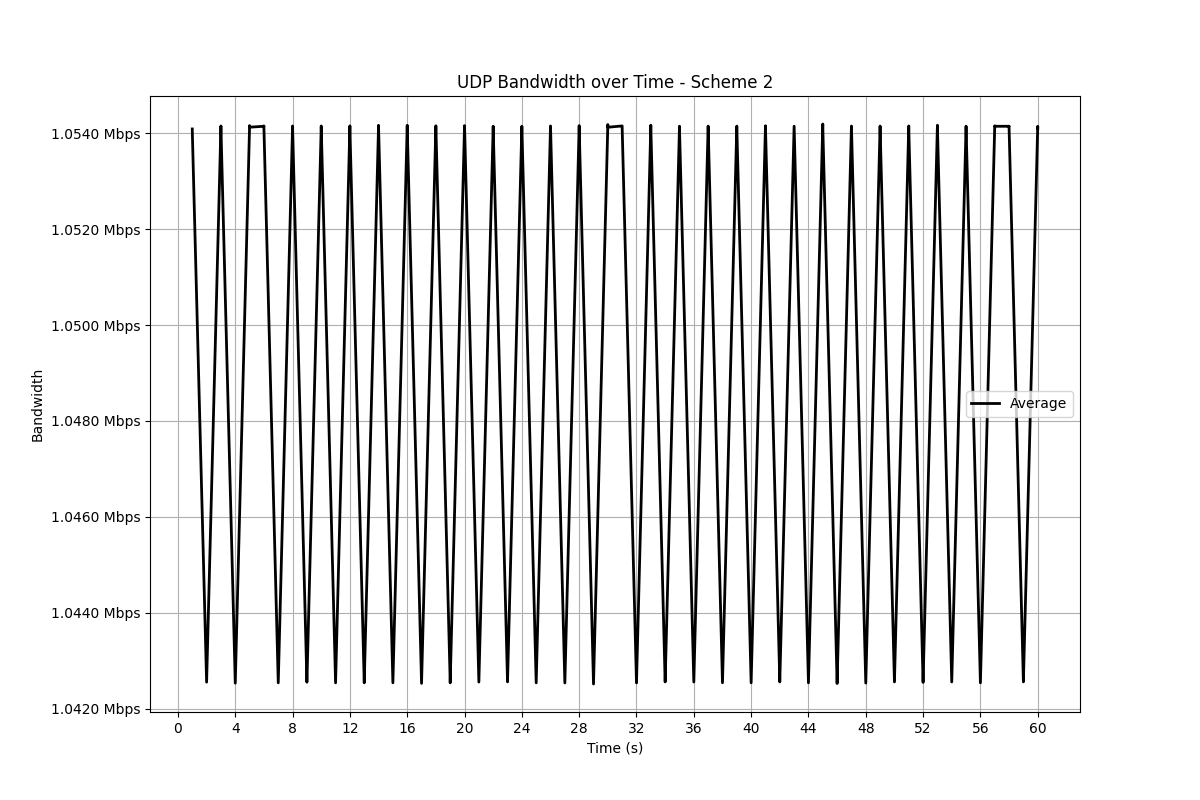 UDP Bandwidth over Time - Scheme 2
1.0540 Mbps
1.0520 Mbps
1.0500 Mbps
1.0480 Mbps
1.0460 Mbps
1.0440 Mbps
1.0420 Mbps
Bandwidth
Average
0 4 8 12 16 20 24 28 32 36 40 44 48 52 56 60
Time (s)